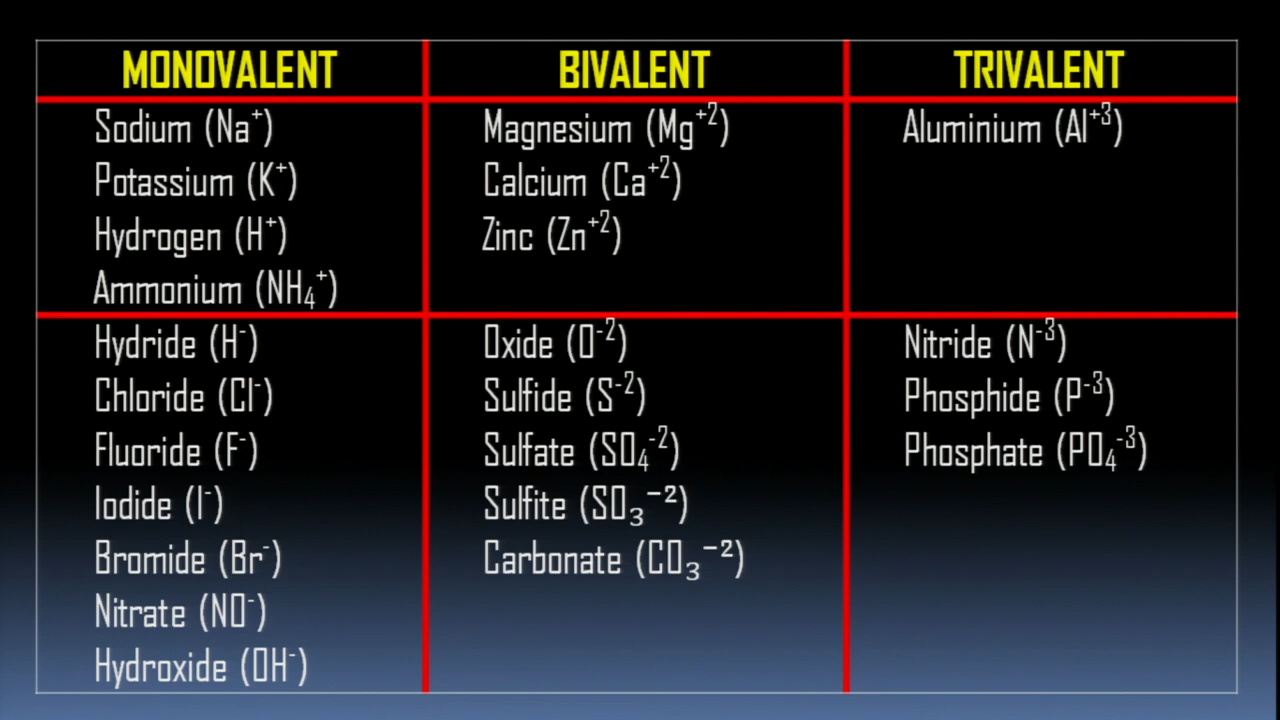 MONOVALENT BIVALENT TRIVALENT
Sodium (Na⁺) Magnesium (Mg⁺²) Aluminium (Al⁺³)
Potassium (K⁺) Calcium (Ca⁺²)
Hydrogen (H⁺) Zinc (Zn⁺²)
Ammonium (NH₄⁺)
Hydride (H⁻) Oxide (O⁻²) Nitride (N⁻³)
Chloride (Cl⁻) Sulfide (S⁻²) Phosphide (P⁻³)
Fluoride (F⁻) Sulfate (SO₄⁻²) Phosphate (PO₄⁻³)
Iodide (I⁻) Sulfite (SO₃⁻²)
Bromide (Br⁻) Carbonate (CO₃⁻²)
Nitrate (NO⁻)
Hydroxide (OH⁻)